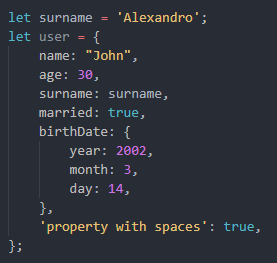 let surname = 'Alexandro';
let user = {
    name: "John",
    age: 30,
    surname: surname,
    married: true,
    birthDate: {
        year: 2002,
        month: 3,
        day: 14,
    },
    'property with spaces': true,
};